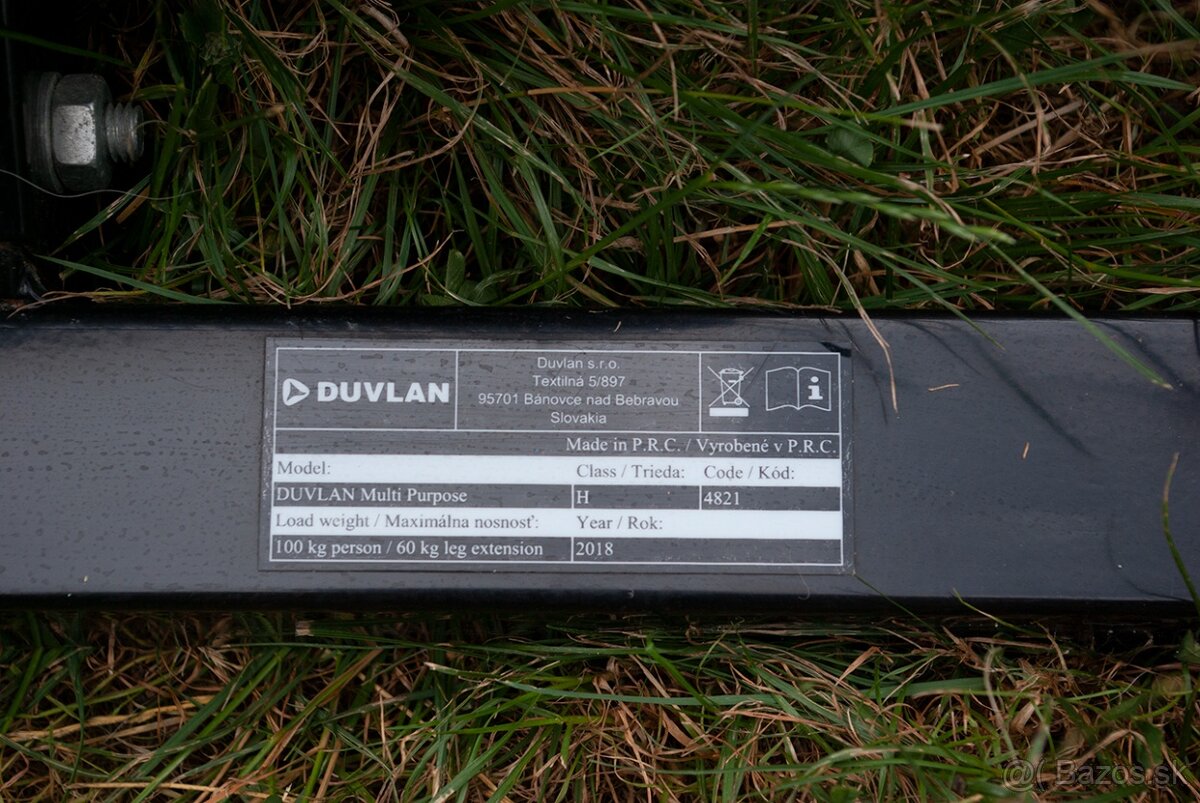 DUVLAN
Duvlan s.r.o.
Textilná 5/897
95701 Bánovce nad Bebravou
Slovakia
Made in P.R.C. / Vyrobené v P.R.C.
Model: Class / Trieda: Code / Kód:
DUVLAN Multi Purpose H 4821
Load weight / Maximálna nosnosť: Year / Rok:
100 kg person / 60 kg leg extension 2018
@( Bazos.sk